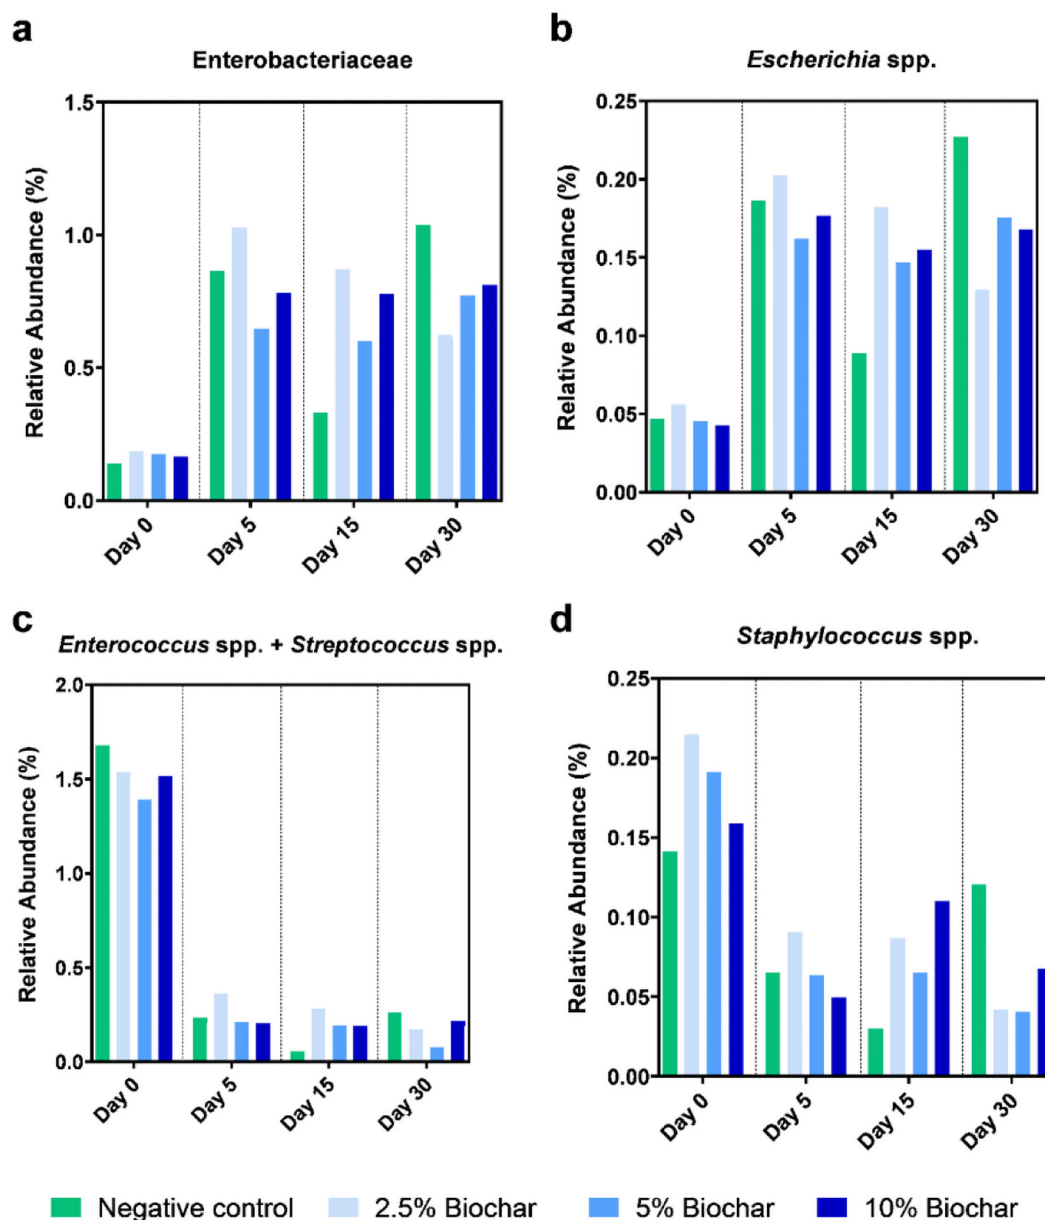 a
Enterobacteriaceae
Relative Abundance (%)
1.5
1.0
0.5
0.0
Day 0
Day 5
Day 15
Day 30
b
Escherichia spp.
Relative Abundance (%)
0.25
0.20
0.15
0.10
0.05
0.00
Day 0
Day 5
Day 15
Day 30
c
Enterococcus spp. + Streptococcus spp.
Relative Abundance (%)
2.0
1.5
1.0
0.5
0.0
Day 0
Day 5
Day 15
Day 30
d
Staphylococcus spp.
Relative Abundance (%)
0.25
0.20
0.15
0.10
0.05
0.00
Day 0
Day 5
Day 15
Day 30
Negative control 2.5% Biochar 5% Biochar 10% Biochar